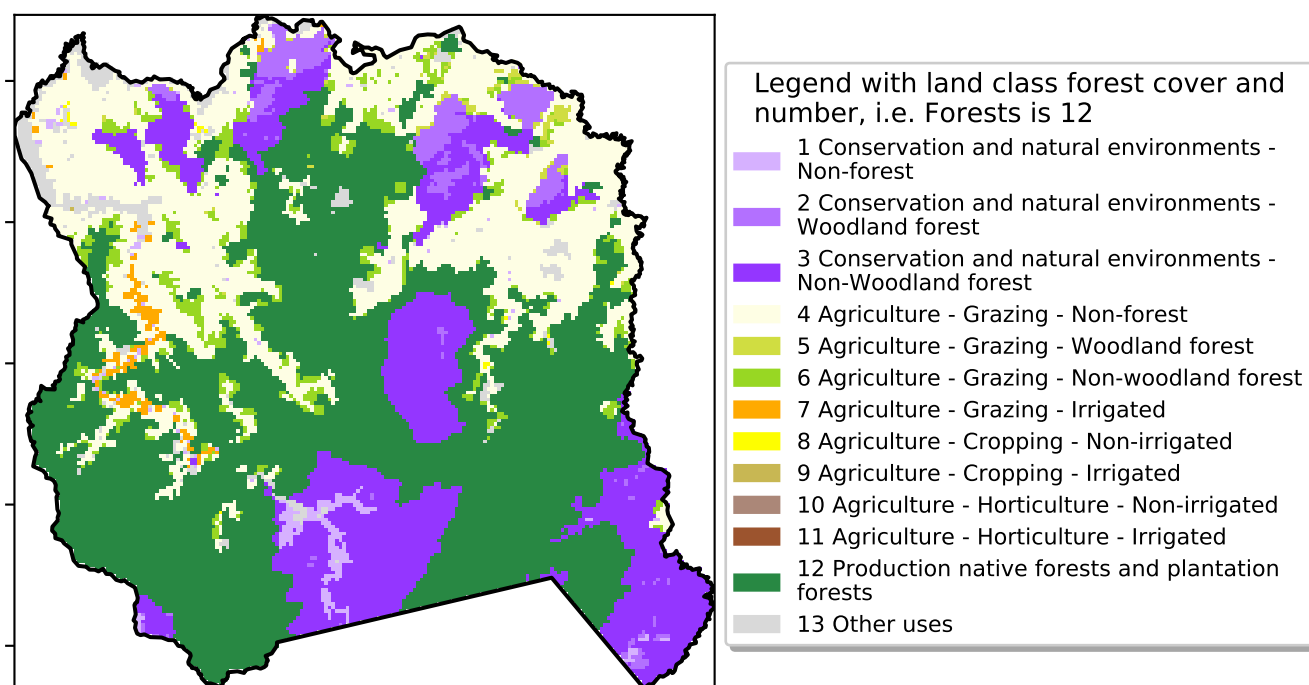 Legend with land class forest cover and
number, i.e. Forests is 12
1 Conservation and natural environments -
Non-forest
2 Conservation and natural environments -
Woodland forest
3 Conservation and natural environments -
Non-Woodland forest
4 Agriculture - Grazing - Non-forest
5 Agriculture - Grazing - Woodland forest
6 Agriculture - Grazing - Non-woodland forest
7 Agriculture - Grazing - Irrigated
8 Agriculture - Cropping - Non-irrigated
9 Agriculture - Cropping - Irrigated
10 Agriculture - Horticulture - Non-irrigated
11 Agriculture - Horticulture - Irrigated
12 Production native forests and plantation
forests
13 Other uses